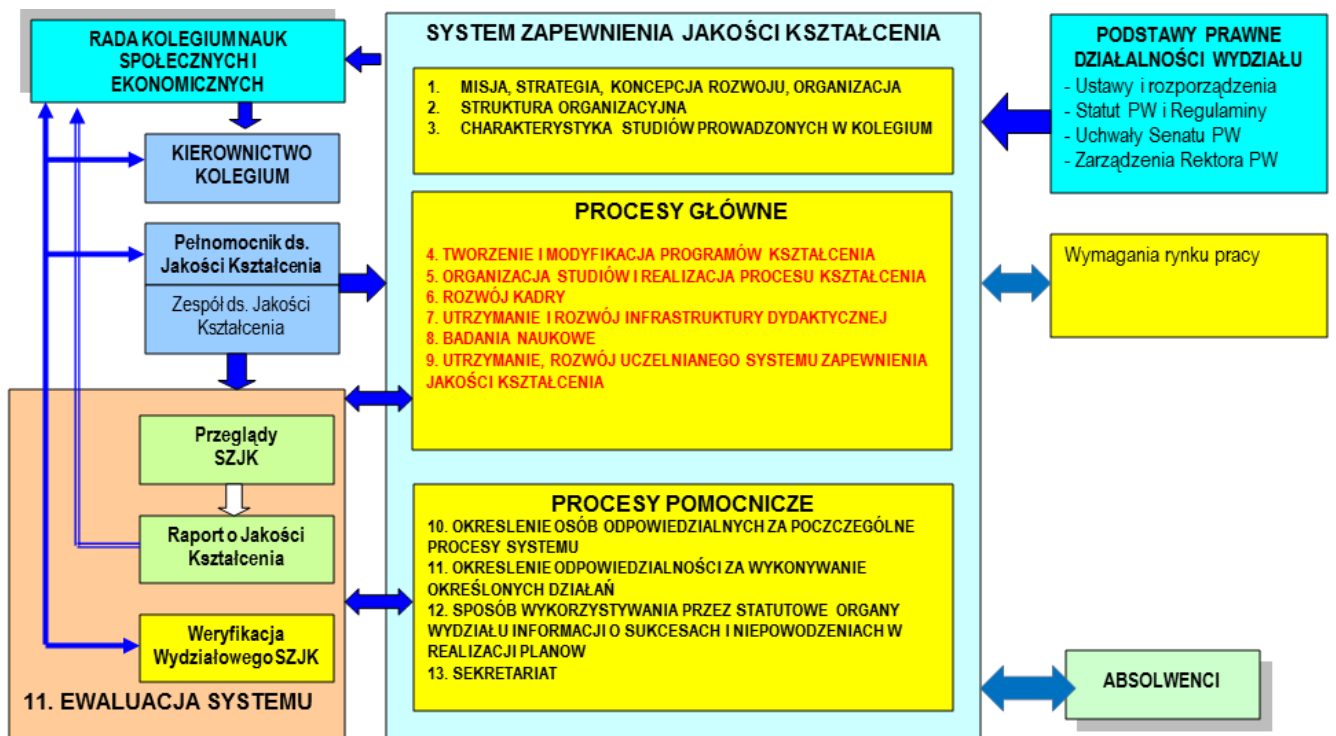 RADA KOLEGIUM NAUK
SPOŁECZNYCH I
EKONOMICZNYCH
KIEROWNICTWO
KOLEGIUM
Pełnomocnik ds.
Jakości Kształcenia
Zespół ds. Jakości
Kształcenia
Przeglądy
SZJK
Raport o Jakości
Kształcenia
Weryfikacja
Wydziałowego SZJK
11. EWALUACJA SYSTEMU
SYSTEM ZAPEWNIENIA JAKOŚCI KSZTAŁCENIA
1. MISJA, STRATEGIA, KONCEPCJA ROZWOJU, ORGANIZACJA
2. STRUKTURA ORGANIZACYJNA
3. CHARAKTERYSTYKA STUDIÓW PROWADZONYCH W KOLEGIUM
PROCESY GŁÓWNE
4. TWORZENIE I MODYFIKACJA PROGRAMÓW KSZTAŁCENIA
5. ORGANIZACJA STUDIÓW I REALIZACJA PROCESU KSZTAŁCENIA
6. ROZWÓJ KADRY
7. UTRZYMANIE I ROZWÓJ INFRASTRUKTURY DYDAKTYCZNEJ
8. BADANIA NAUKOWE
9. UTRZYMANIE, ROZWÓJ UCZELNIANEGO SYSTEMU ZAPEWNIENIA
JAKOŚCI KSZTAŁCENIA
PROCESY POMOCNICZE
10. OKRESLENIE OSÓB ODPOWIEDZIALNYCH ZA POCZCZEGÓLNE
PROCESY SYSTEMU
11. OKRESLENIE ODPOWIEDZIALNOŚCI ZA WYKONYWANIE
OKREŚLONYCH DZIAŁAŃ
12. SPOSÓB WYKORZYSTYWANIA PRZEZ STATUTOWE ORGANY
WYDZIAŁU INFORMACJI O SUKCESACH I NIEPOWODZENIACH W
REALIZACJI PLANOW
13. SEKRETARIAT
PODSTAWY PRAWNE
DZIAŁALNOŚCI WYDZIAŁU
- Ustawy i rozporządzenia
- Statut PW i Regulaminy
- Uchwały Senatu PW
- Zarządzenia Rektora PW
Wymagania rynku pracy
ABSOLWENCI